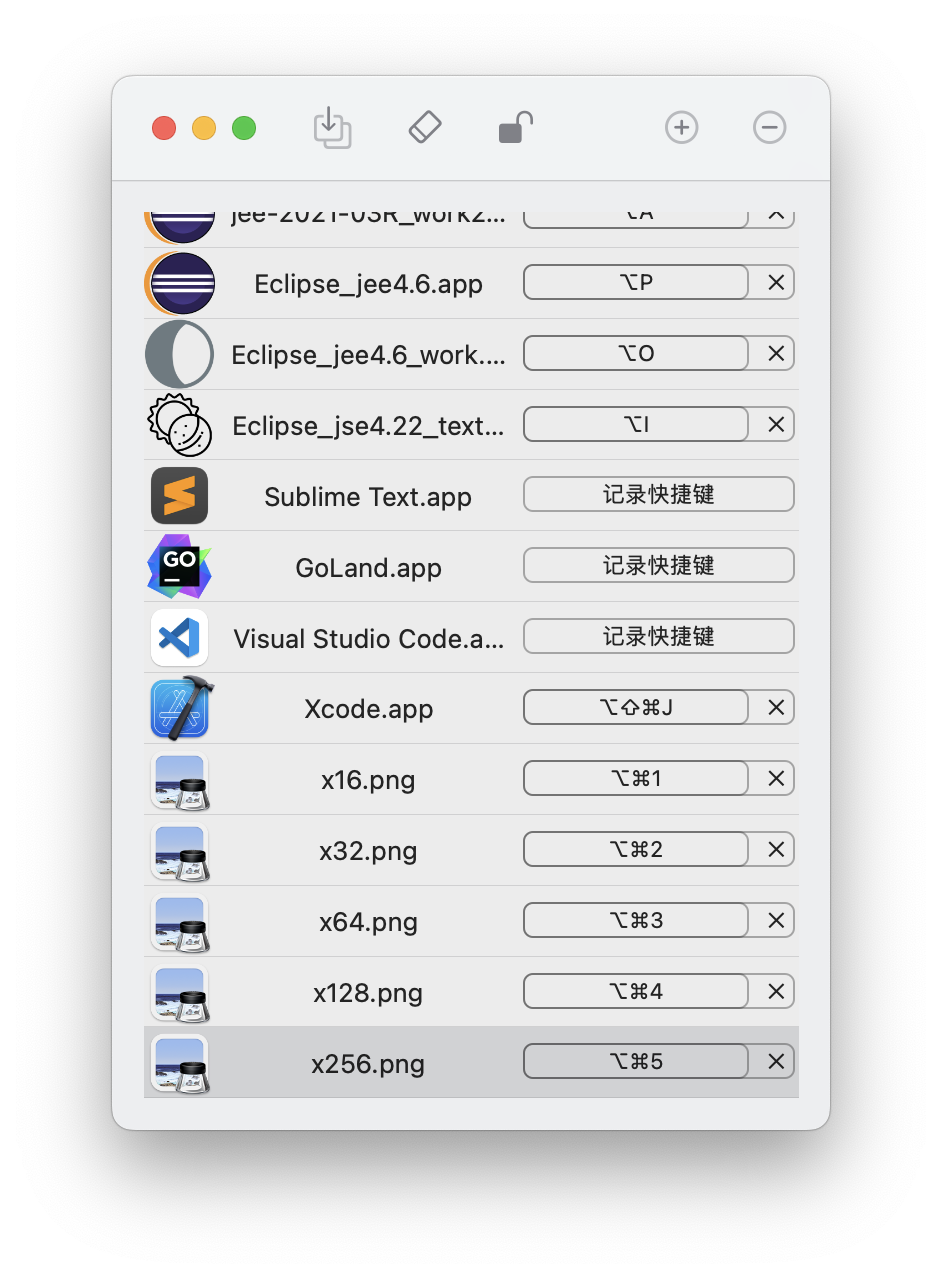 jee-2021-03R_work2... ⌥A
Eclipse_jee4.6.app ⌥P
Eclipse_jee4.6_work.... ⌥O
Eclipse_jse4.22_text... ⌥I
Sublime Text.app 记录快捷键
GO
GoLand.app 记录快捷键
Visual Studio Code.a... 记录快捷键
Xcode.app ⌥⇧⌘J
x16.png ⌥⌘1
x32.png ⌥⌘2
x64.png ⌥⌘3
x128.png ⌥⌘4
x256.png ⌥⌘5